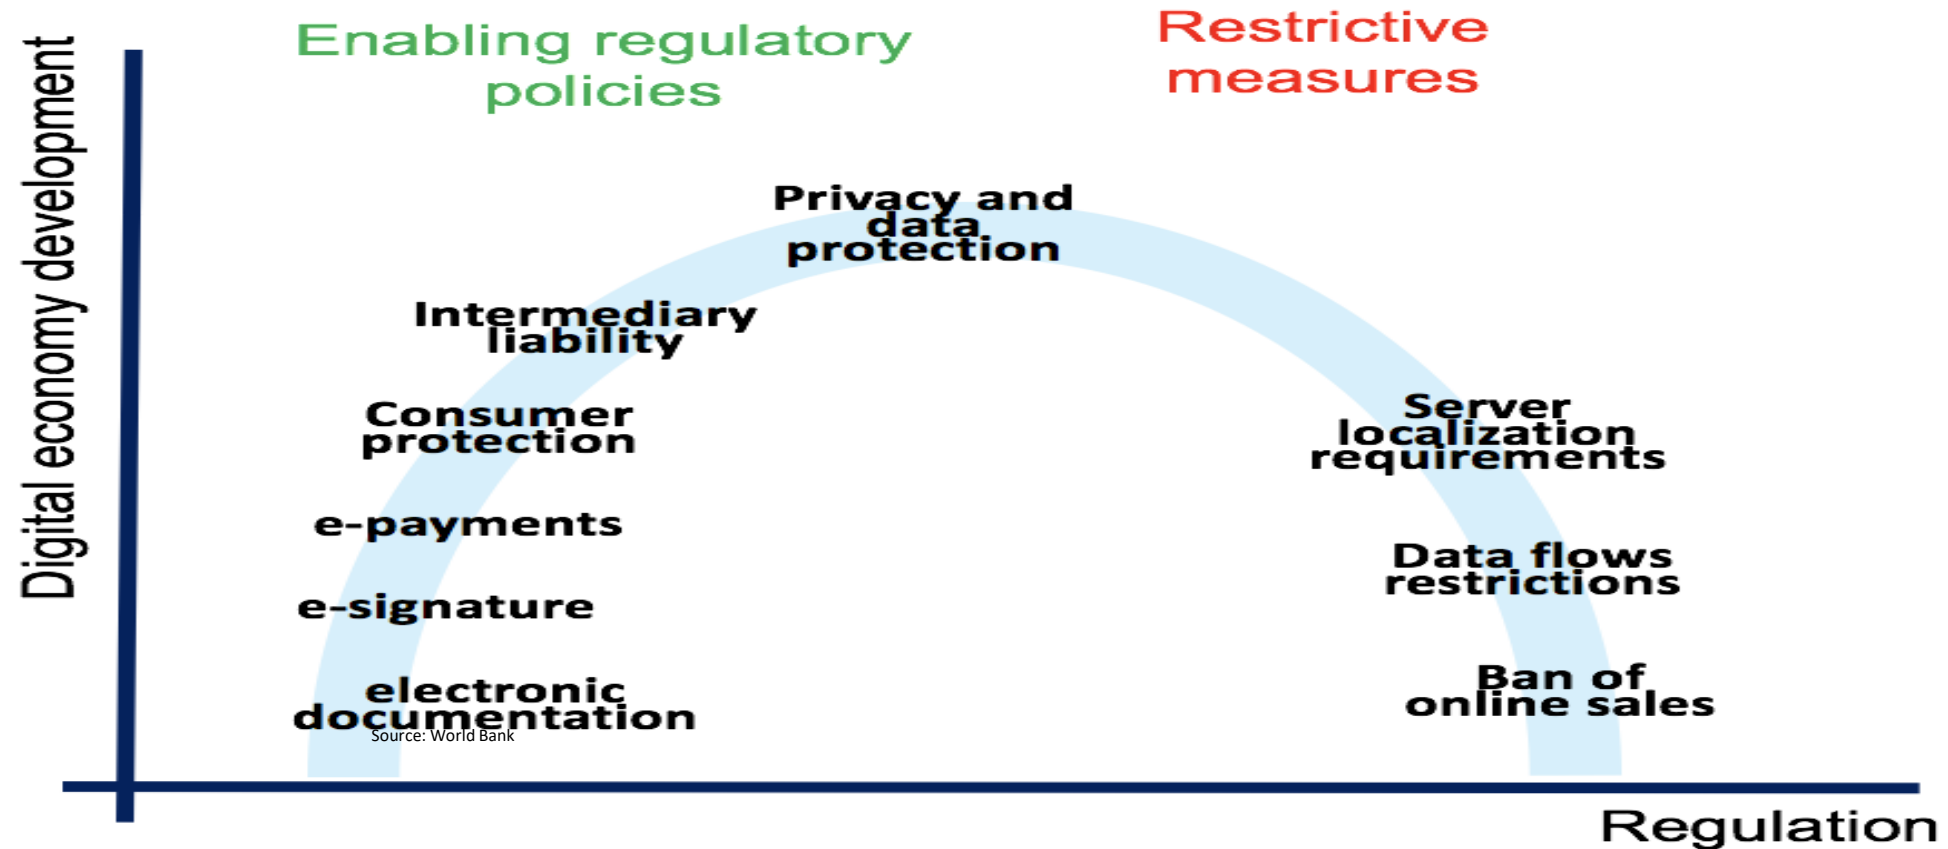 Enabling regulatory
policies
Restrictive
measures
Digital economy development
Privacy and
data
protection
Intermediary
liability
Consumer
protection
e-payments
e-signature
electronic
documentation
Source: World Bank
Server
localization
requirements
Data flows
restrictions
Ban of
online sales
Regulation